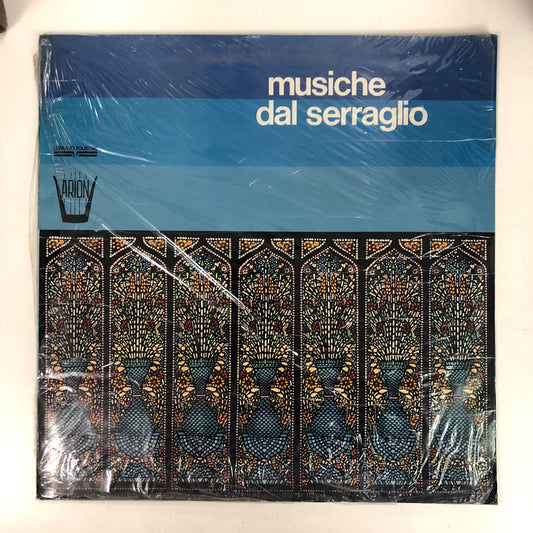 musiche
dal serraglio
ARION